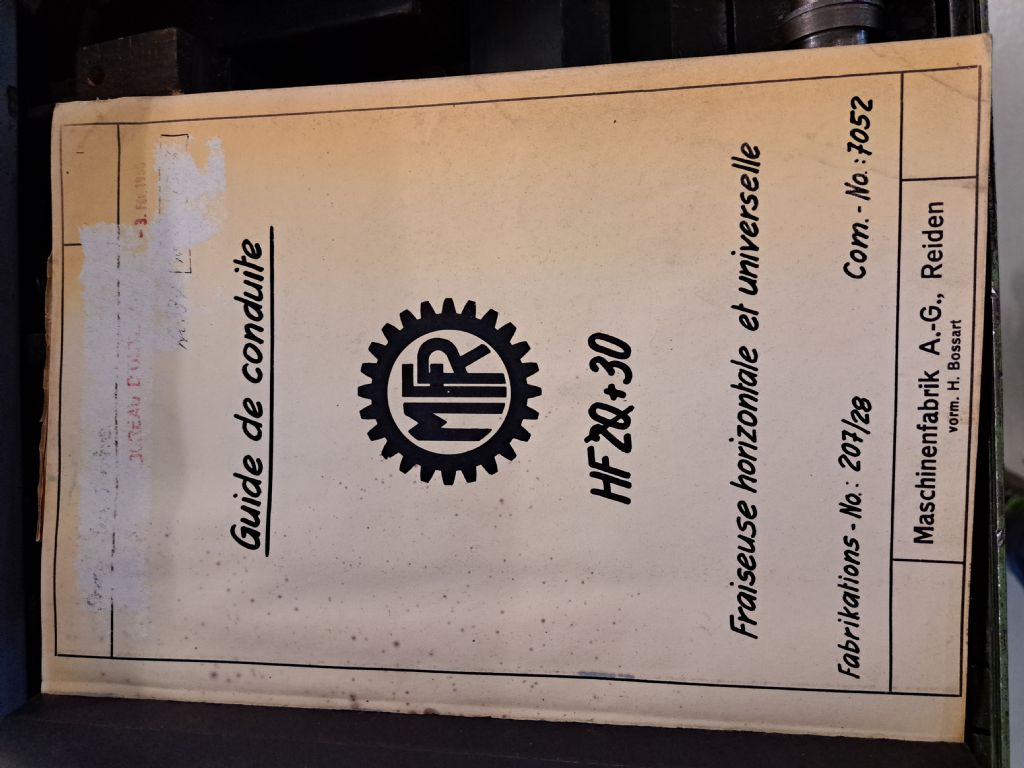 BUREAU
Guide de conduite
MFR
HF 20+30
Fraiseuse horizontale et universelle
Fabrikations-No.: 207/28 Com.-No.: 7052
Maschinenfabrik A.-G., Reiden
vorm. H. Bossart